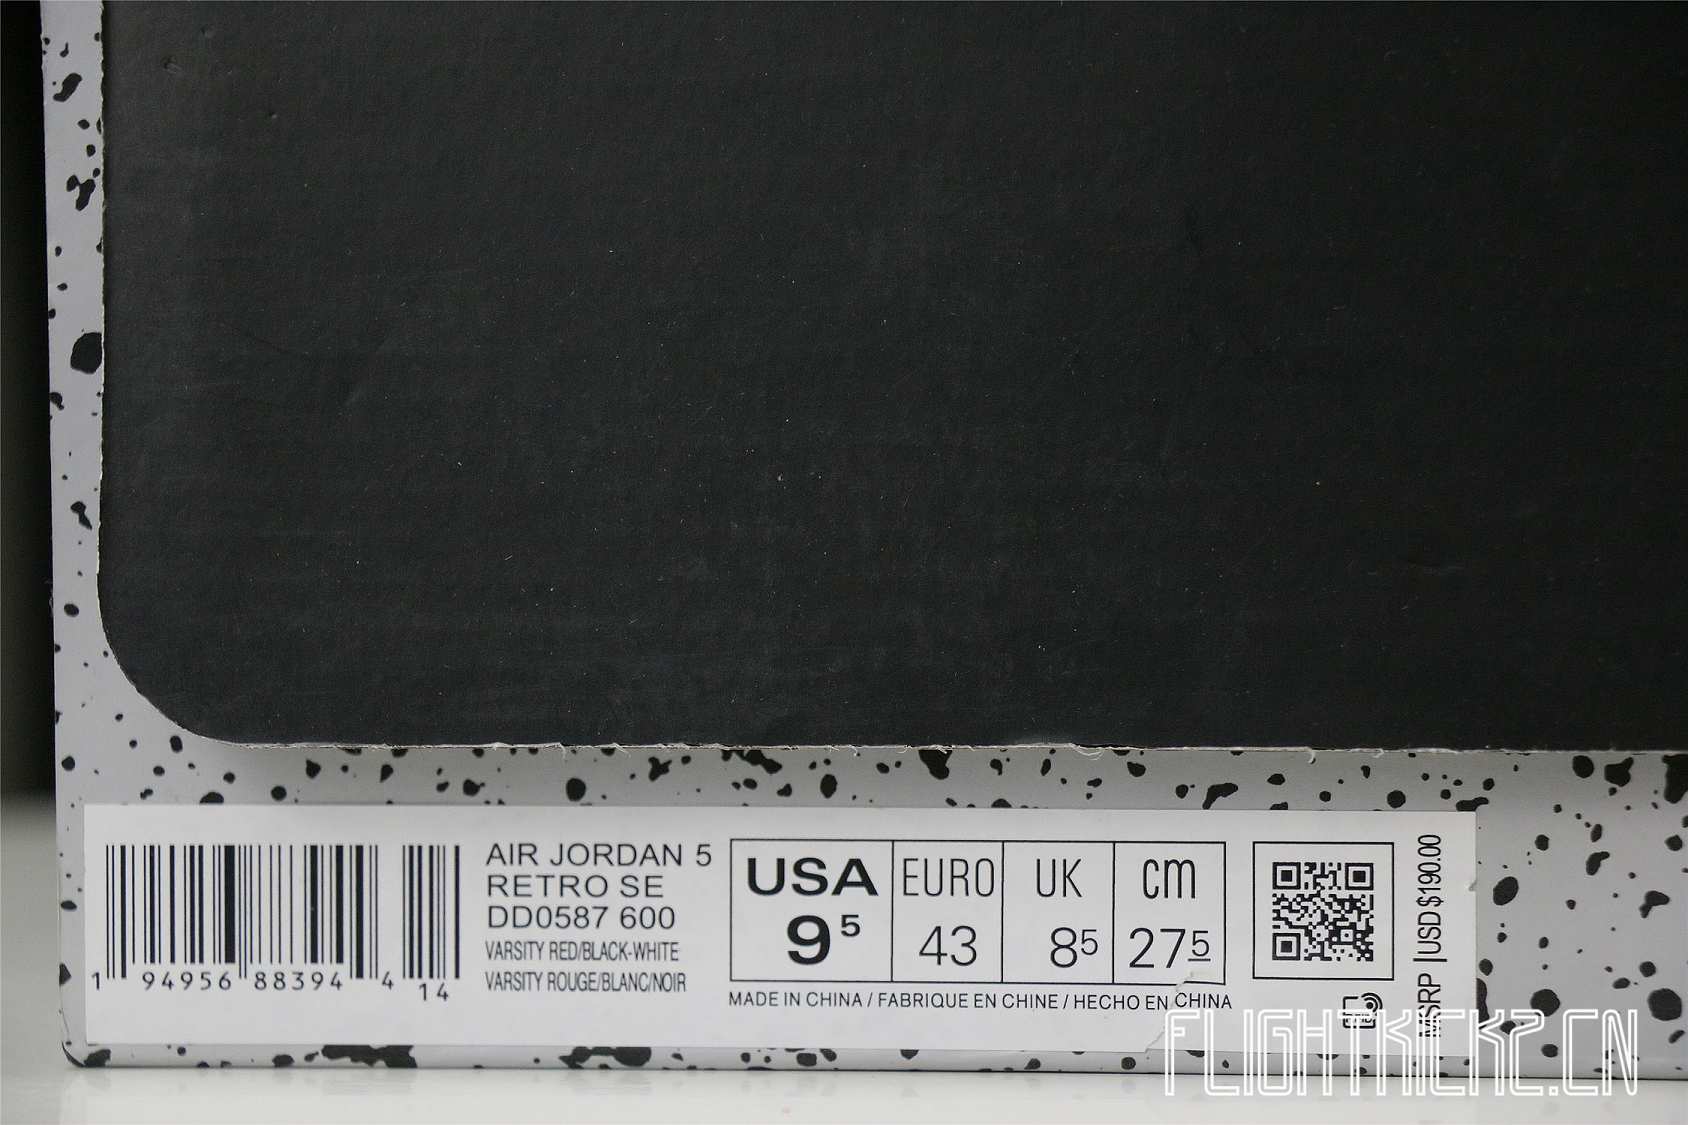 1 94956 88394 4
14
AIR JORDAN 5
RETRO SE
DD0587 600
VARSITY RED/BLACK-WHITE
VARSITY ROUGE/BLANC/NOIR
USA EURO UK cm
9⁵ 43 8⁵ 27⁵
MADE IN CHINA / FABRIQUE EN CHINE / HECHO EN CHINA
MSRP |USD$190.00
FLIGHTKICKZ.CN